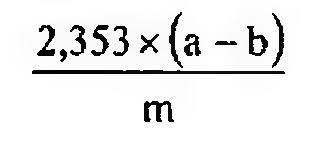 2,353 × (a – b)
m